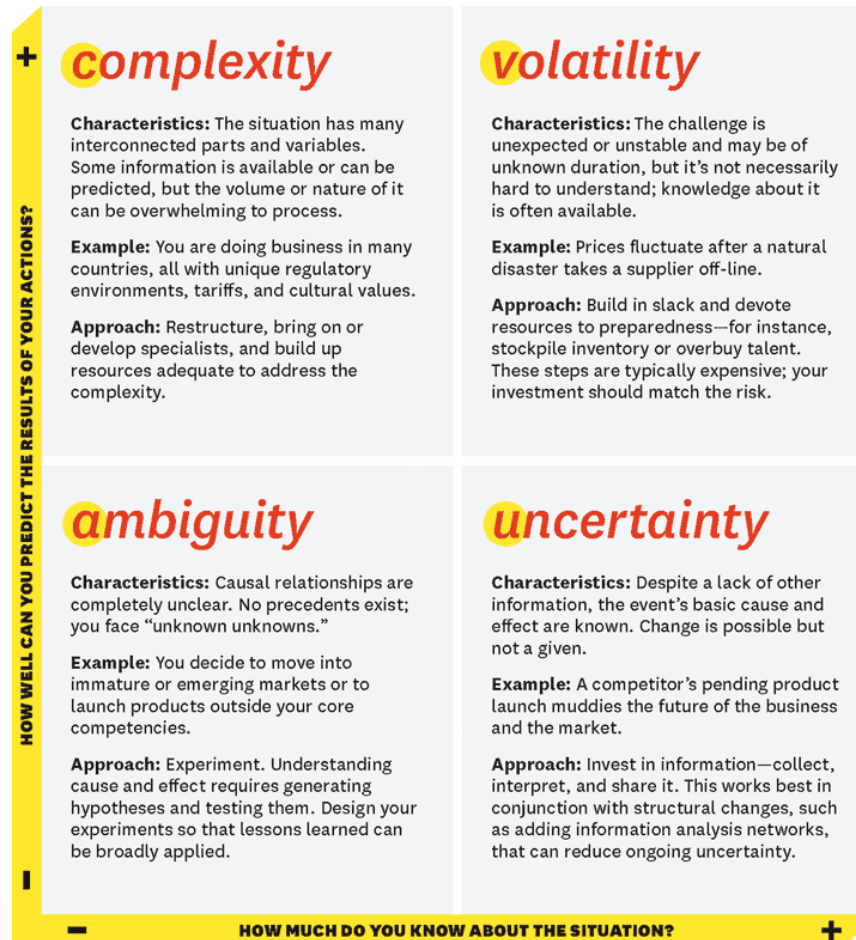 +
HOW WELL CAN YOU PREDICT THE RESULTS OF YOUR ACTIONS?
−
complexity
Characteristics: The situation has many
interconnected parts and variables.
Some information is available or can be
predicted, but the volume or nature of it
can be overwhelming to process.
Example: You are doing business in many
countries, all with unique regulatory
environments, tariffs, and cultural values.
Approach: Restructure, bring on or
develop specialists, and build up
resources adequate to address the
complexity.
volatility
Characteristics: The challenge is
unexpected or unstable and may be of
unknown duration, but it’s not necessarily
hard to understand; knowledge about it
is often available.
Example: Prices fluctuate after a natural
disaster takes a supplier off-line.
Approach: Build in slack and devote
resources to preparedness—for instance,
stockpile inventory or overbuy talent.
These steps are typically expensive; your
investment should match the risk.
ambiguity
Characteristics: Causal relationships are
completely unclear. No precedents exist;
you face “unknown unknowns.”
Example: You decide to move into
immature or emerging markets or to
launch products outside your core
competencies.
Approach: Experiment. Understanding
cause and effect requires generating
hypotheses and testing them. Design your
experiments so that lessons learned can
be broadly applied.
uncertainty
Characteristics: Despite a lack of other
information, the event’s basic cause and
effect are known. Change is possible but
not a given.
Example: A competitor’s pending product
launch muddies the future of the business
and the market.
Approach: Invest in information—collect,
interpret, and share it. This works best in
conjunction with structural changes, such
as adding information analysis networks,
that can reduce ongoing uncertainty.
− HOW MUCH DO YOU KNOW ABOUT THE SITUATION? +